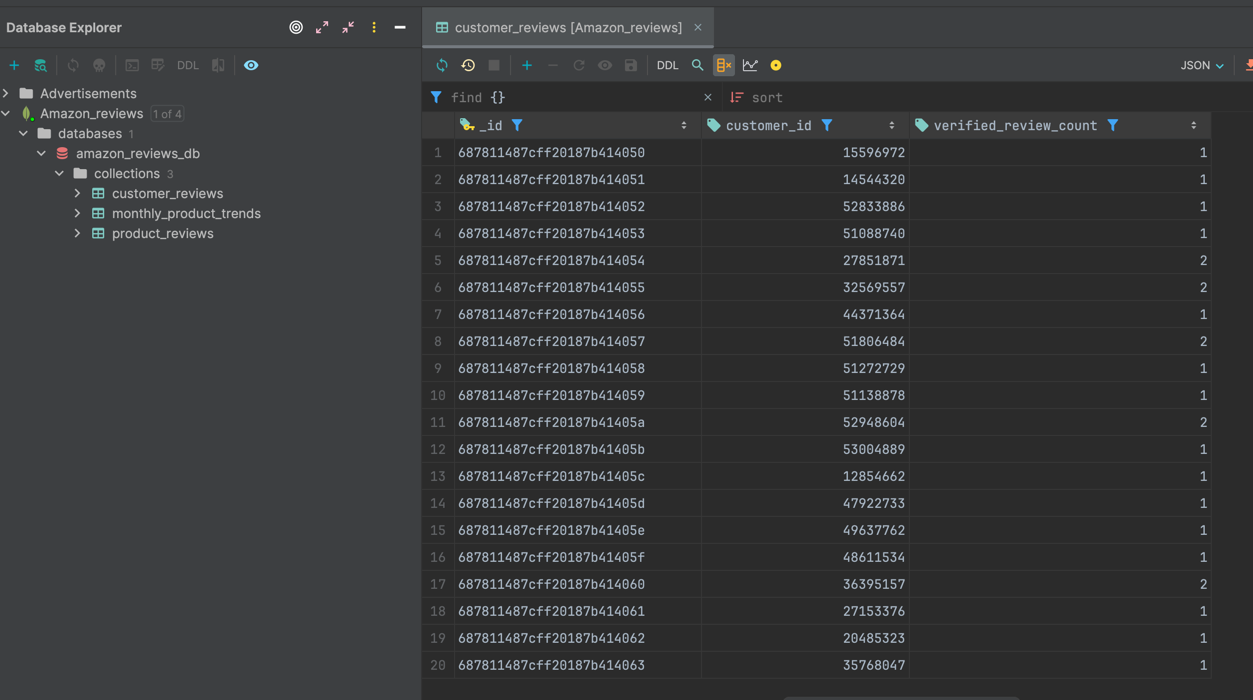 Database Explorer
DDL
Advertisements
Amazon_reviews 1 of 4
databases 1
amazon_reviews_db
collections 3
customer_reviews
monthly_product_trends
product_reviews
customer_reviews [Amazon_reviews]
DDL JSON
find {} sort
_id customer_id verified_review_count
1 687811487cff20187b414050 15596972 1
2 687811487cff20187b414051 14544320 1
3 687811487cff20187b414052 52833886 1
4 687811487cff20187b414053 51088740 1
5 687811487cff20187b414054 27851871 2
6 687811487cff20187b414055 32569557 2
7 687811487cff20187b414056 44371364 1
8 687811487cff20187b414057 51806484 2
9 687811487cff20187b414058 51272729 1
10 687811487cff20187b414059 51138878 1
11 687811487cff20187b41405a 52948604 2
12 687811487cff20187b41405b 53004889 1
13 687811487cff20187b41405c 12854662 1
14 687811487cff20187b41405d 47922733 1
15 687811487cff20187b41405e 49637762 1
16 687811487cff20187b41405f 48611534 1
17 687811487cff20187b414060 36395157 2
18 687811487cff20187b414061 27153376 1
19 687811487cff20187b414062 20485323 1
20 687811487cff20187b414063 35768047 1